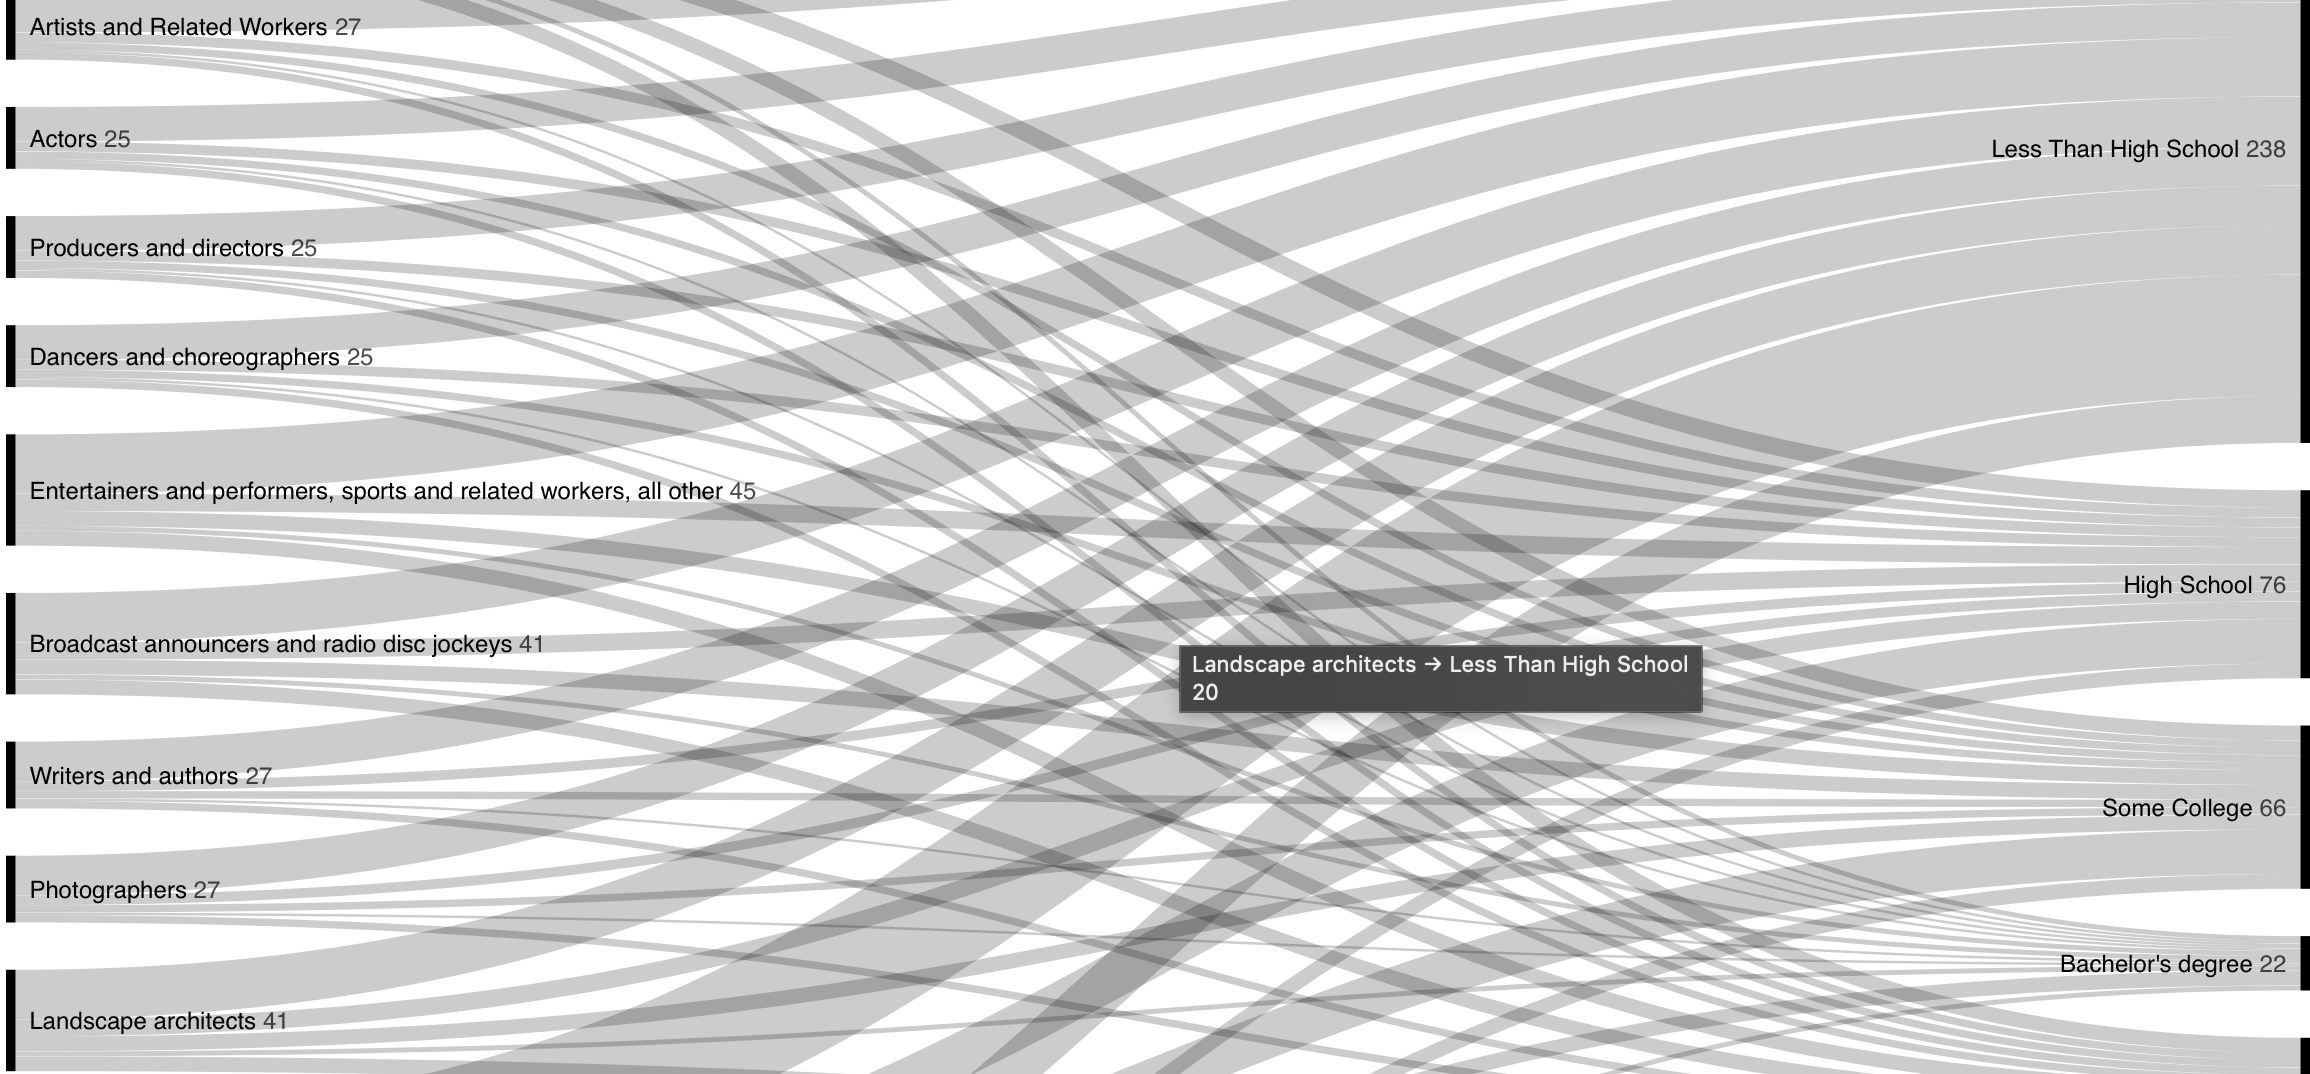 Artists and Related Workers 27
Actors 25
Less Than High School 238
Producers and directors 25
Dancers and choreographers 25
Entertainers and performers, sports and related workers, all other 45
High School 76
Broadcast announcers and radio disc jockeys 41
Landscape architects → Less Than High School
20
Writers and authors 27
Some College 66
Photographers 27
Bachelor's degree 22
Landscape architects 41